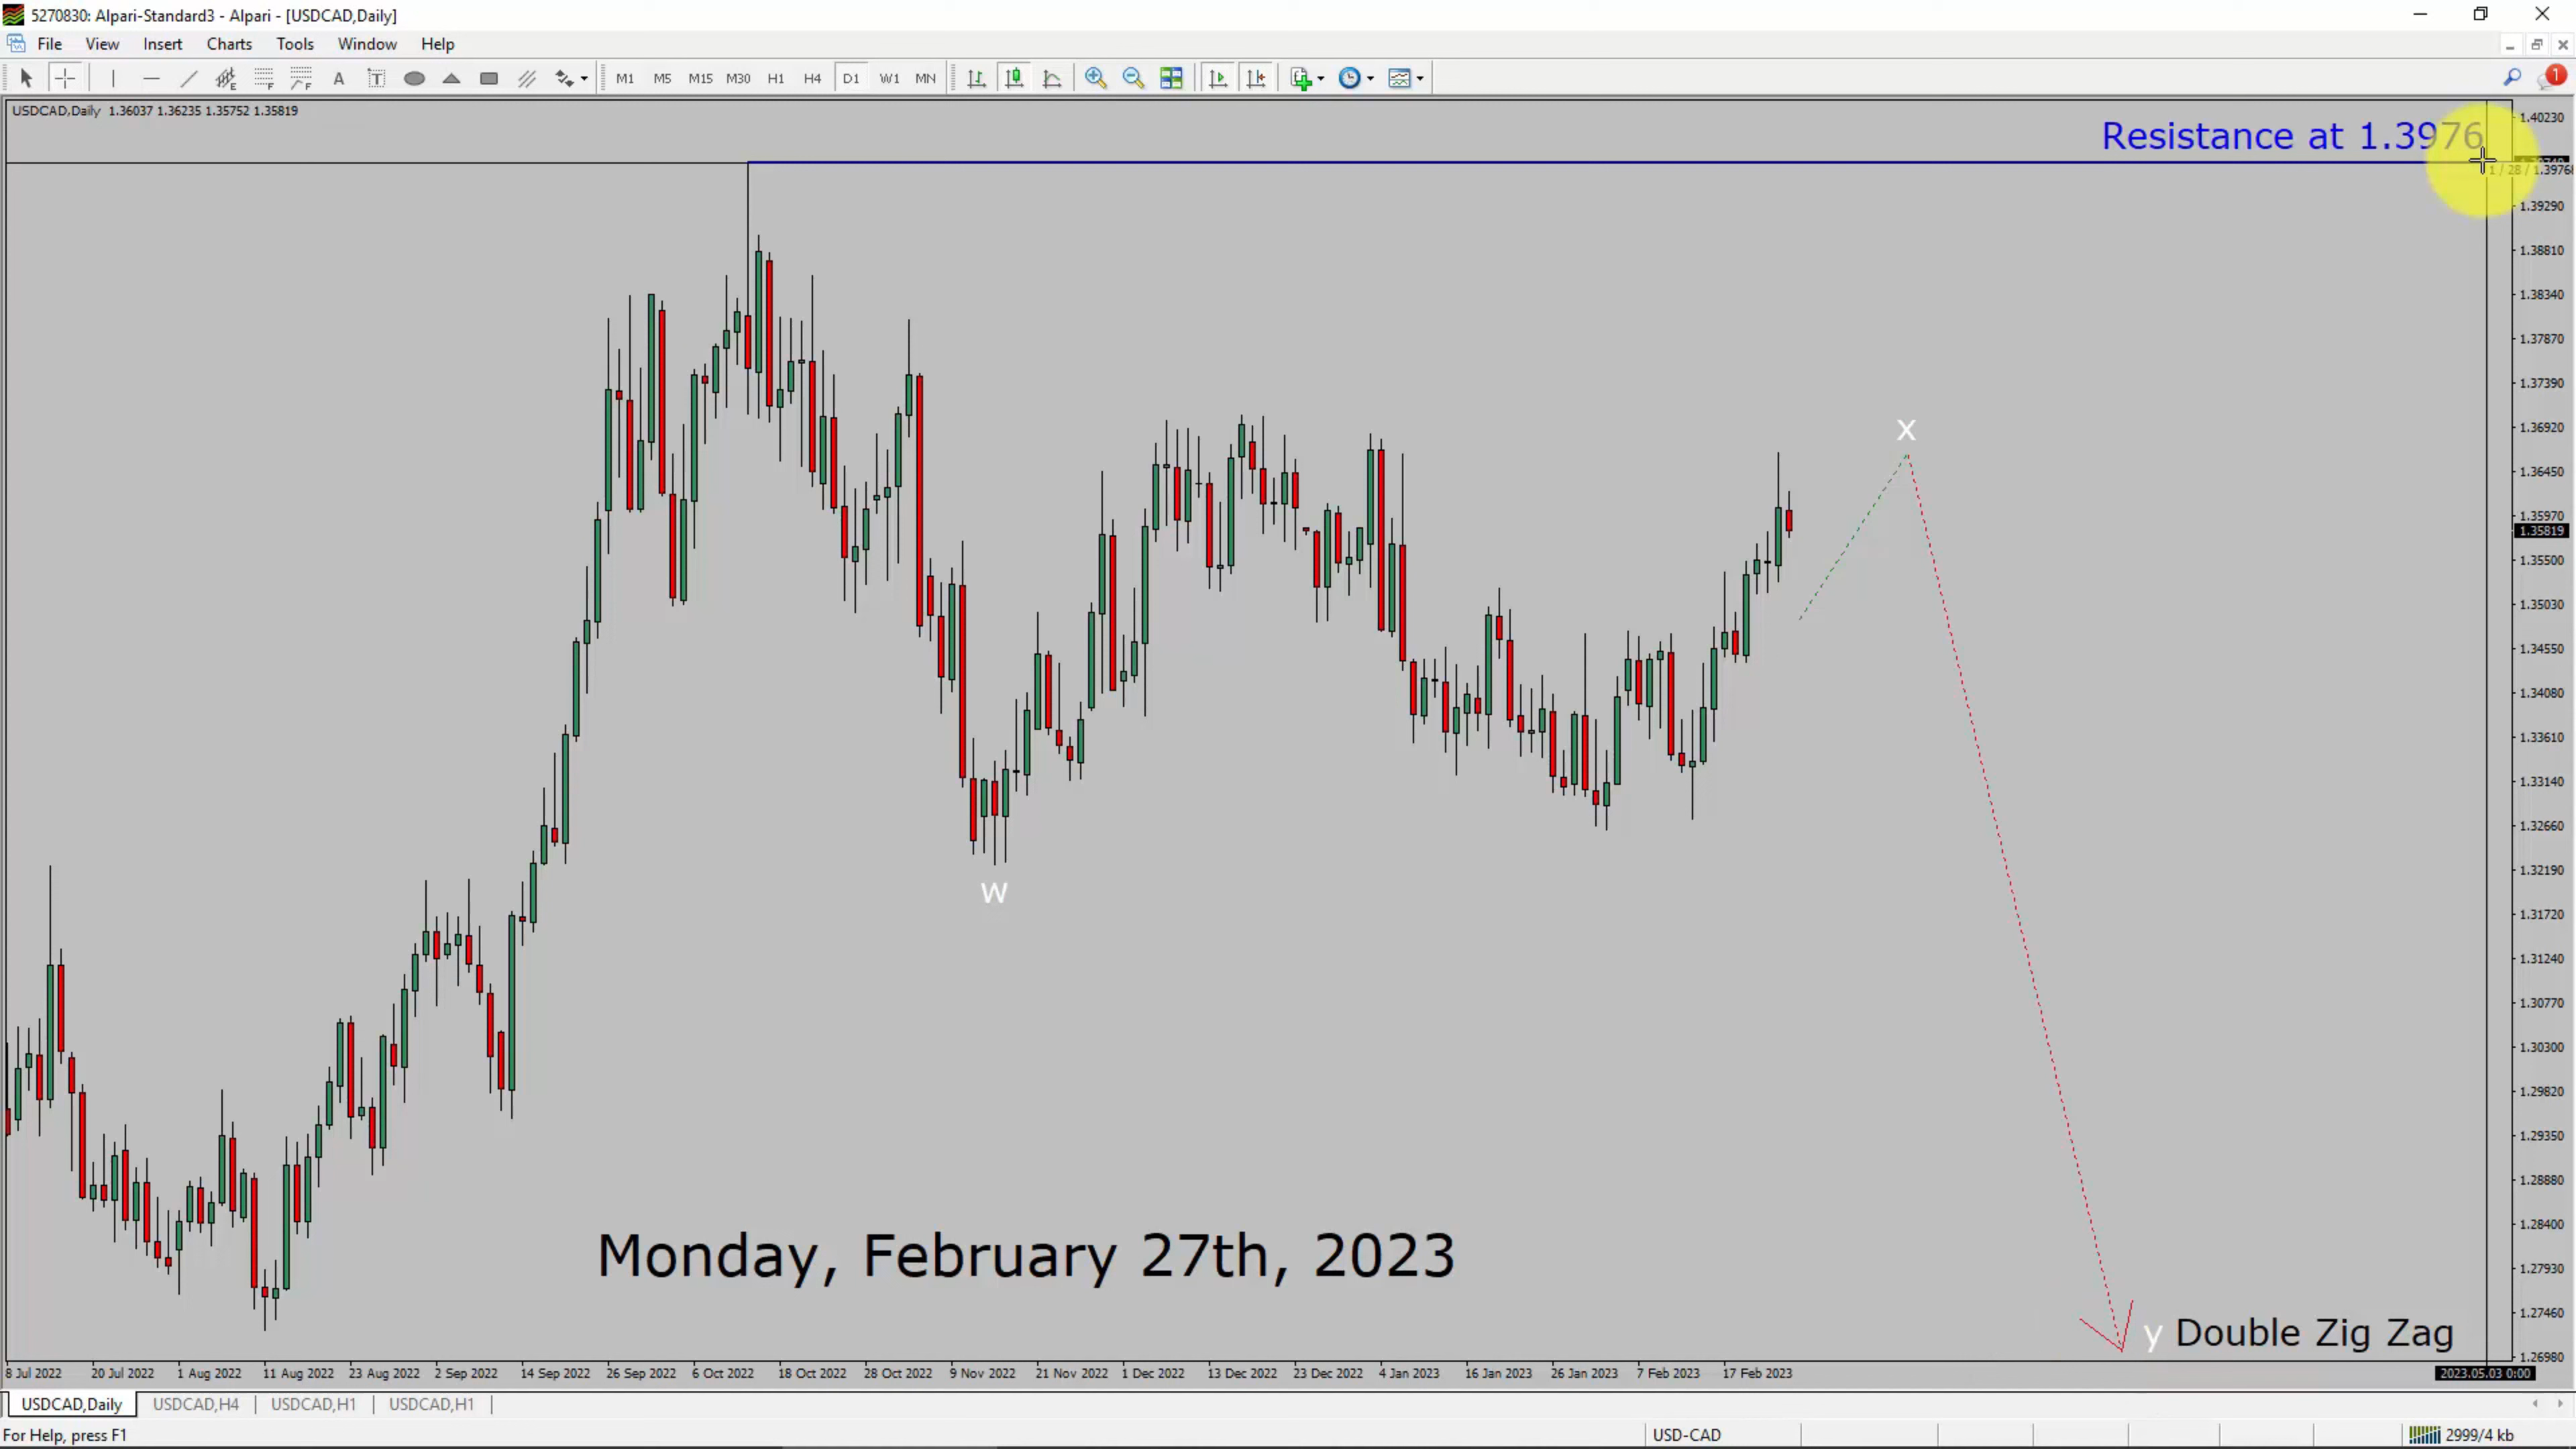 5270830: Alpari-Standard3 - Alpari - [USDCAD,Daily]
File View Insert Charts Tools Window Help
A T M1 M5 M15 M30 H1 H4 D1 W1 MN 1
USDCAD,Daily 1.36037 1.36235 1.35752 1.35819
1.40230
Resistance at 1.3976
1 / 28 / 1.3976
1.39290
1.38810
1.38340
1.37870
1.37390
1.36920
x
1.36450
1.35970
1.35819
1.35500
1.35030
1.34550
1.34080
1.33610
1.33140
1.32660
1.32190
w
1.31720
1.31240
1.30770
1.30300
1.29820
1.29350
1.28880
1.28400
Monday, February 27th, 2023
1.27930
1.27460
y Double Zig Zag
1.26980
8 Jul 2022 20 Jul 2022 1 Aug 2022 11 Aug 2022 23 Aug 2022 2 Sep 2022 14 Sep 2022 26 Sep 2022 6 Oct 2022 18 Oct 2022 28 Oct 2022 9 Nov 2022 21 Nov 2022 1 Dec 2022 13 Dec 2022 23 Dec 2022 4 Jan 2023 16 Jan 2023 26 Jan 2023 7 Feb 2023 17 Feb 2023 2023.05.03 0:00
USDCAD,Daily USDCAD,H4 USDCAD,H1 USDCAD,H1
For Help, press F1 USD-CAD 2999/4 kb